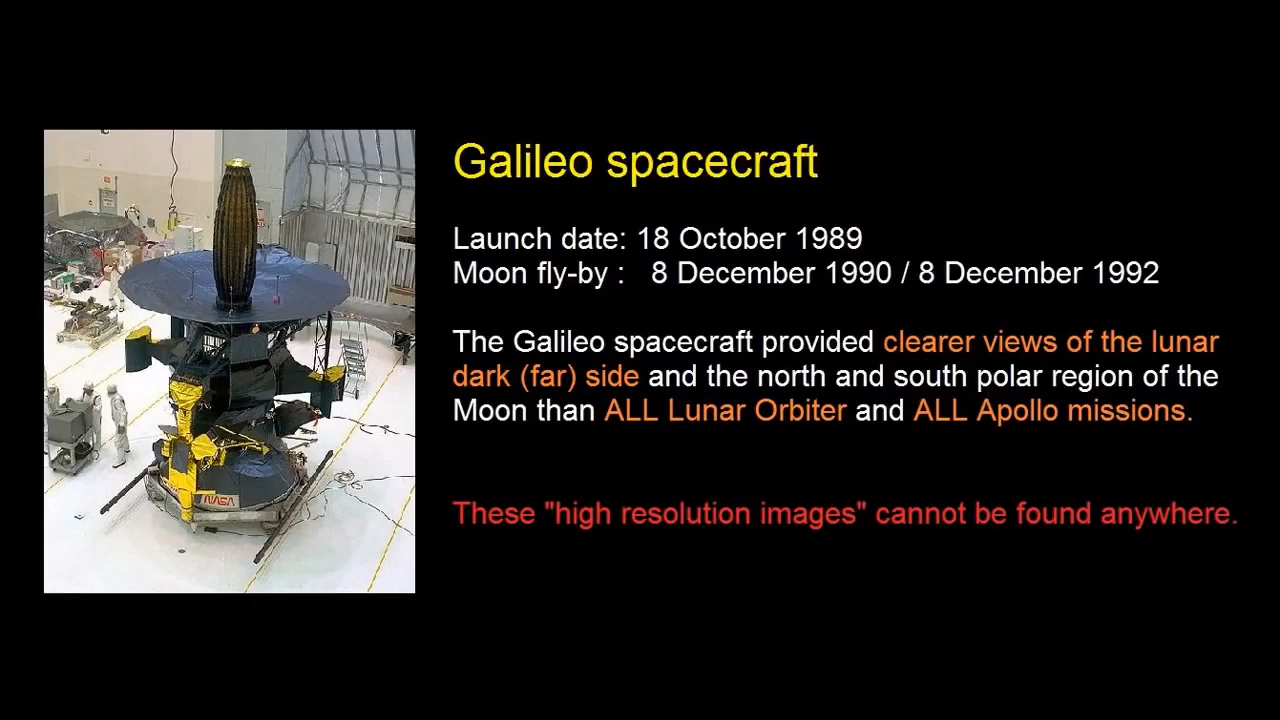 Galileo spacecraft
Launch date: 18 October 1989
Moon fly-by : 8 December 1990 / 8 December 1992
The Galileo spacecraft provided clearer views of the lunar
dark (far) side and the north and south polar region of the
Moon than ALL Lunar Orbiter and ALL Apollo missions.
These "high resolution images" cannot be found anywhere.
NASA